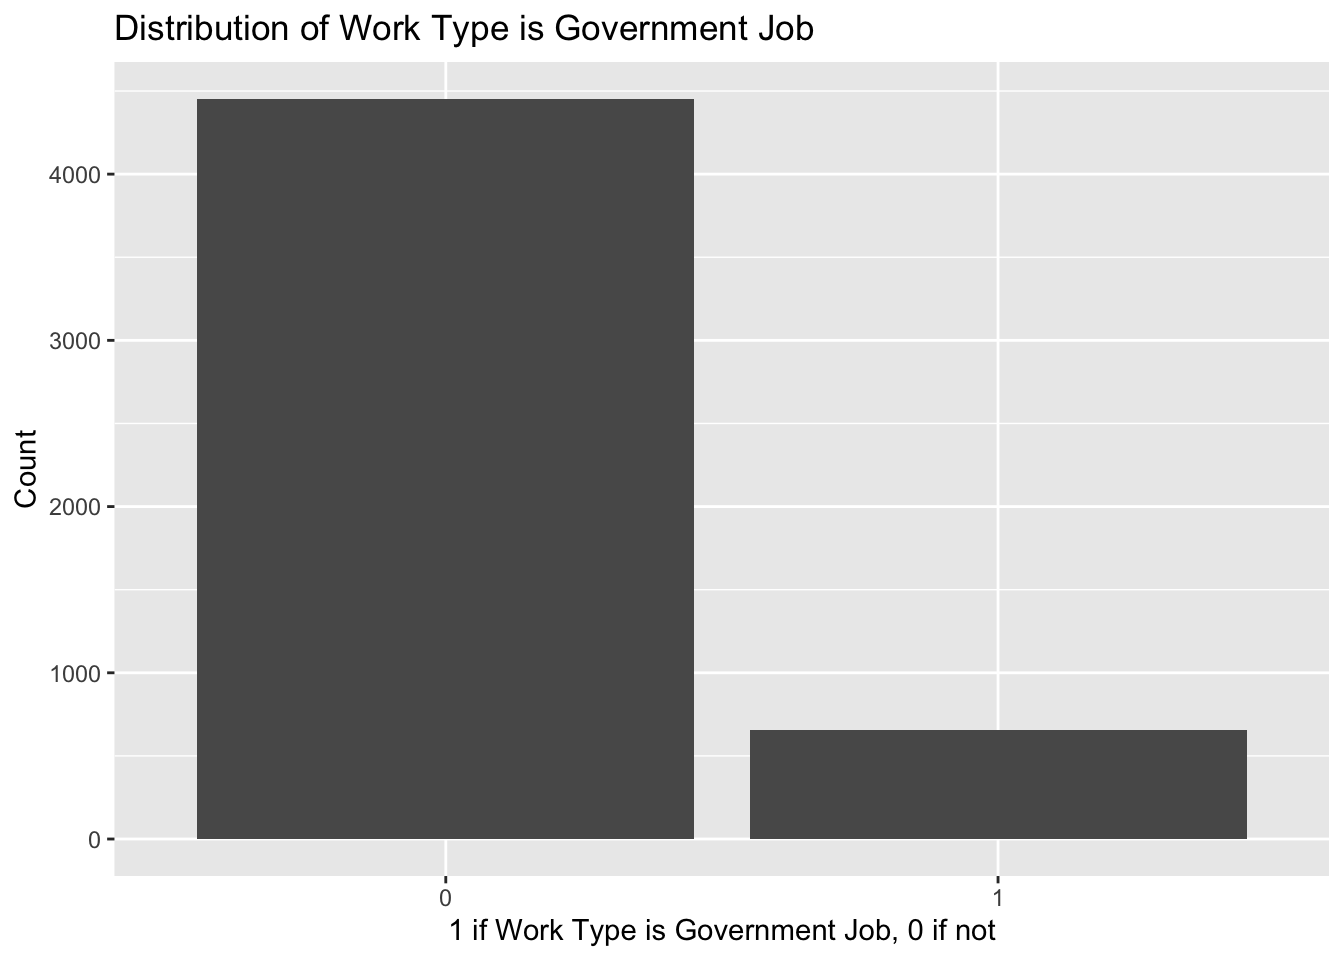 Distribution of Work Type is Government Job
Count
4000
3000
2000
1000
0
0 1
1 if Work Type is Government Job, 0 if not